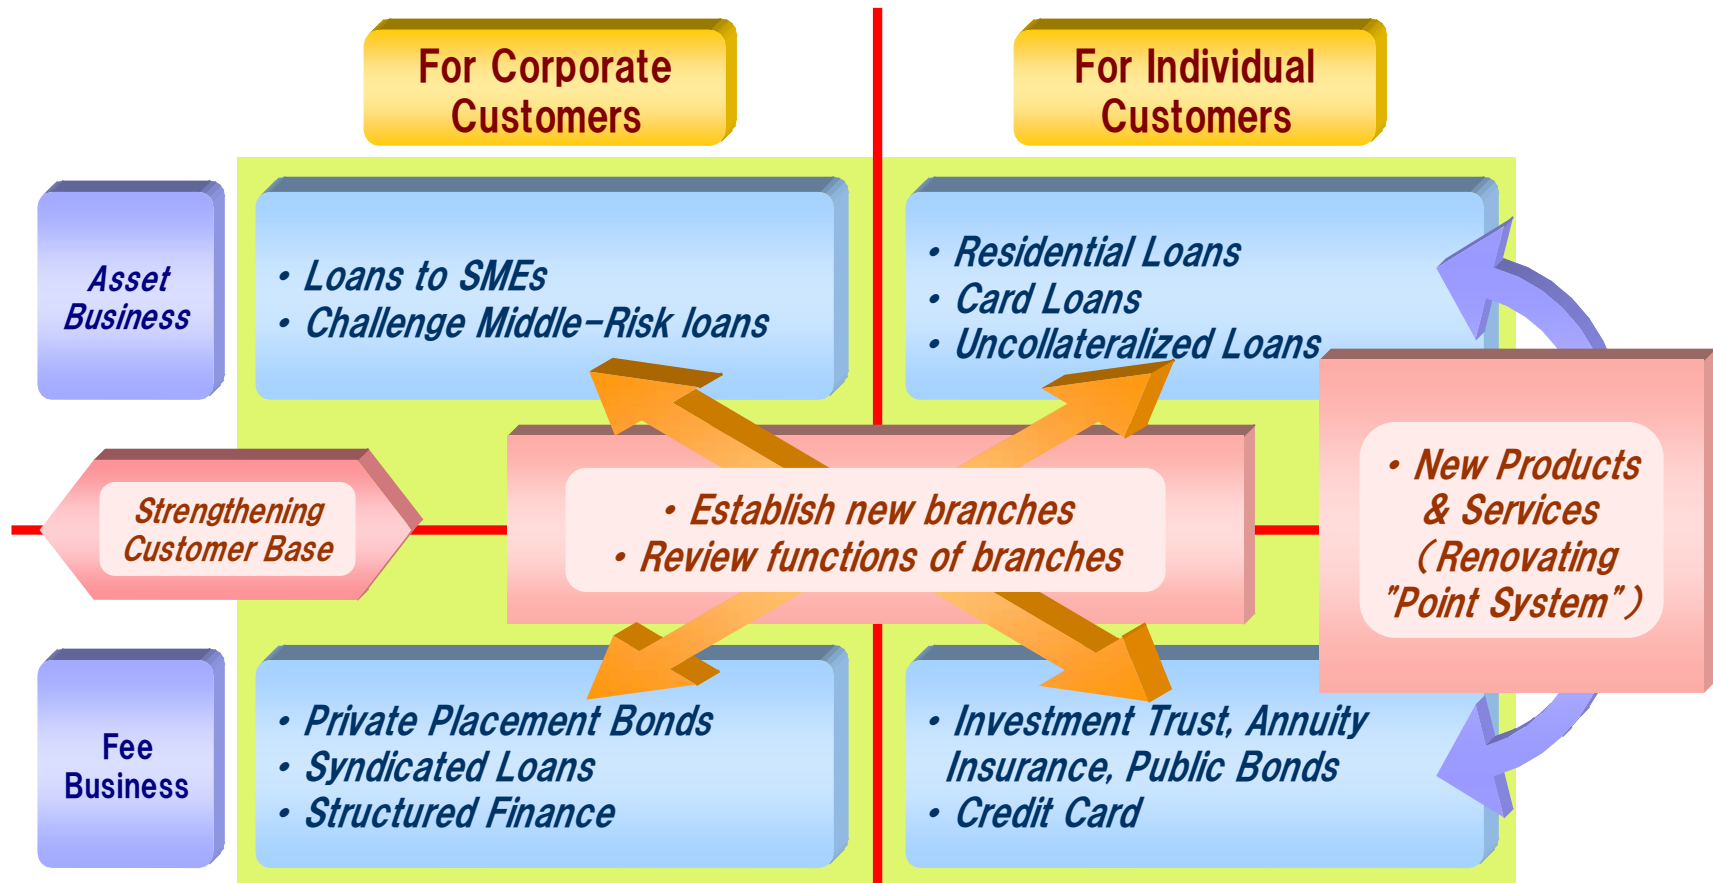 For Corporate
Customers
For Individual
Customers
Asset
Business
・Loans to SMEs
・Challenge Middle-Risk loans
・Residential Loans
・Card Loans
・Uncollateralized Loans
Strengthening
Customer Base
・Establish new branches
・Review functions of branches
・New Products
& Services
(Renovating
"Point System")
Fee
Business
・Private Placement Bonds
・Syndicated Loans
・Structured Finance
・Investment Trust, Annuity
Insurance, Public Bonds
・Credit Card